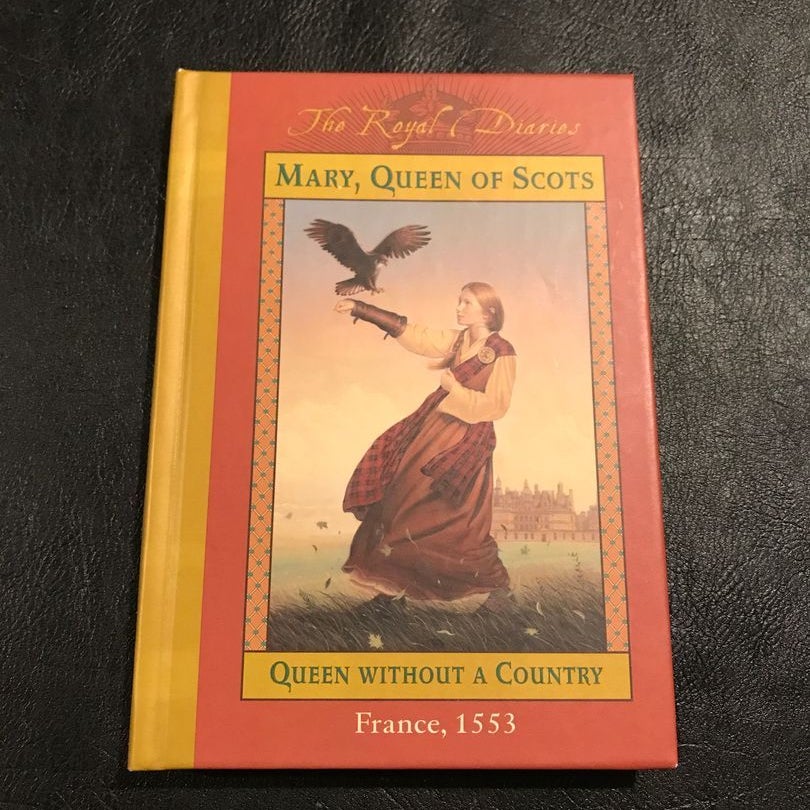 The Royal Diaries
MARY, QUEEN OF SCOTS
QUEEN WITHOUT A COUNTRY
France, 1553